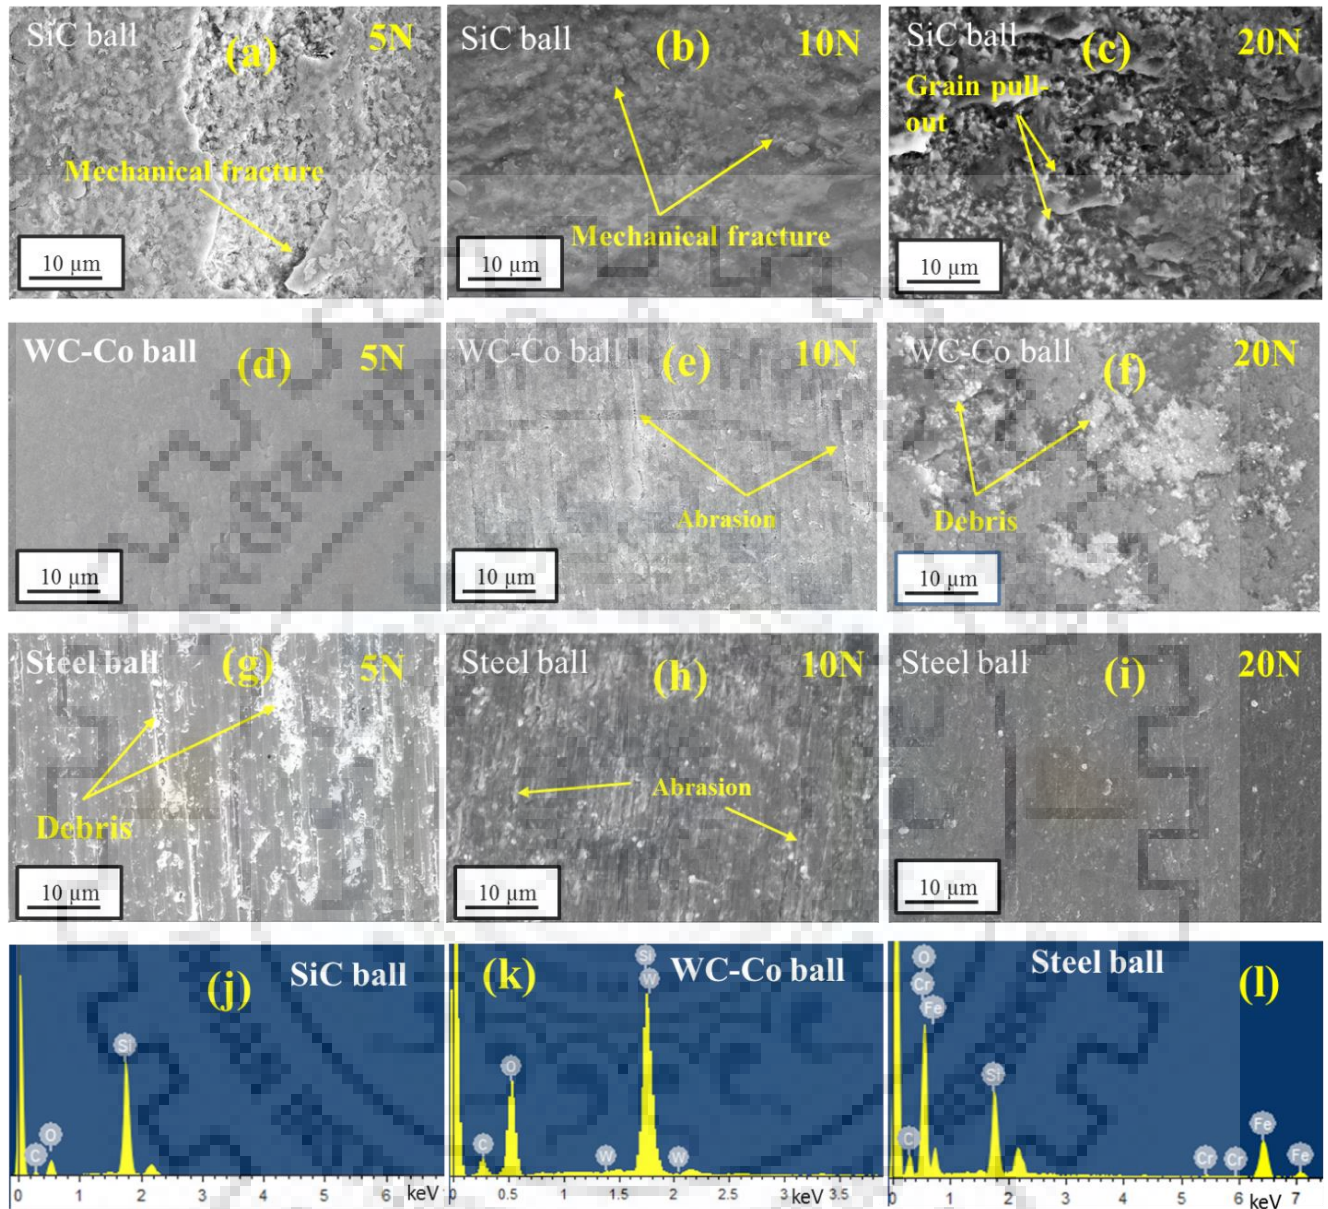 SiC ball (a) 5N
Mechanical fracture
10 µm
SiC ball (b) 10N
Mechanical fracture
10 µm
SiC ball (c) 20N
Grain pull-
out
10 µm
WC-Co ball (d) 5N
10 µm
WC-Co ball (e) 10N
Abrasion
10 µm
WC-Co ball (f) 20N
Debris
10 µm
Steel ball (g) 5N
Debris
10 µm
Steel ball (h) 10N
Abrasion
10 µm
Steel ball (i) 20N
10 µm
(j) SiC ball
Si
O
C
0 1 2 3 4 5 6 keV
(k) WC-Co ball
Si
W
O
C
W W
0 0.5 1 1.5 2 2.5 3 keV 3.5
Steel ball (l)
O
Cr
Fe
Si
C
Fe
Cr Cr Fe
0 1 2 3 4 5 6 keV 7